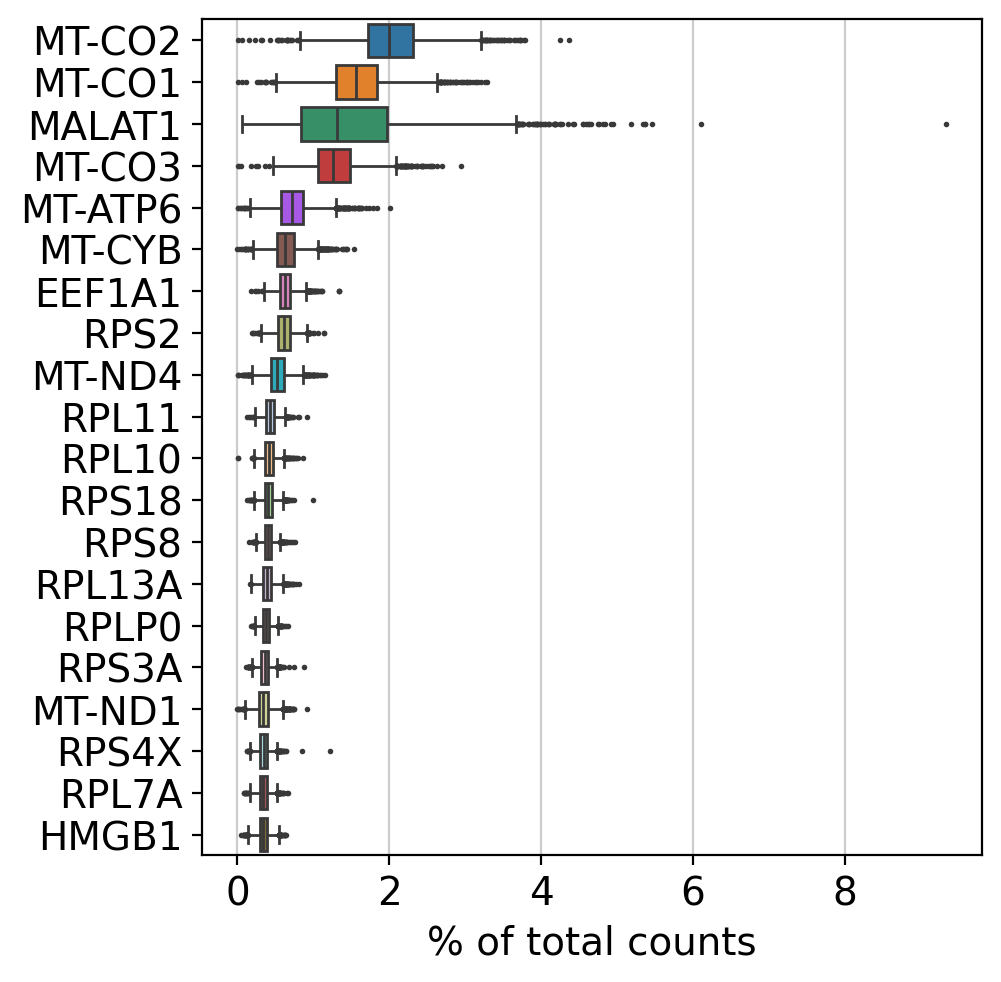 MT-CO2
MT-CO1
MALAT1
MT-CO3
MT-ATP6
MT-CYB
EEF1A1
RPS2
MT-ND4
RPL11
RPL10
RPS18
RPS8
RPL13A
RPLP0
RPS3A
MT-ND1
RPS4X
RPL7A
HMGB1
0 2 4 6 8
% of total counts